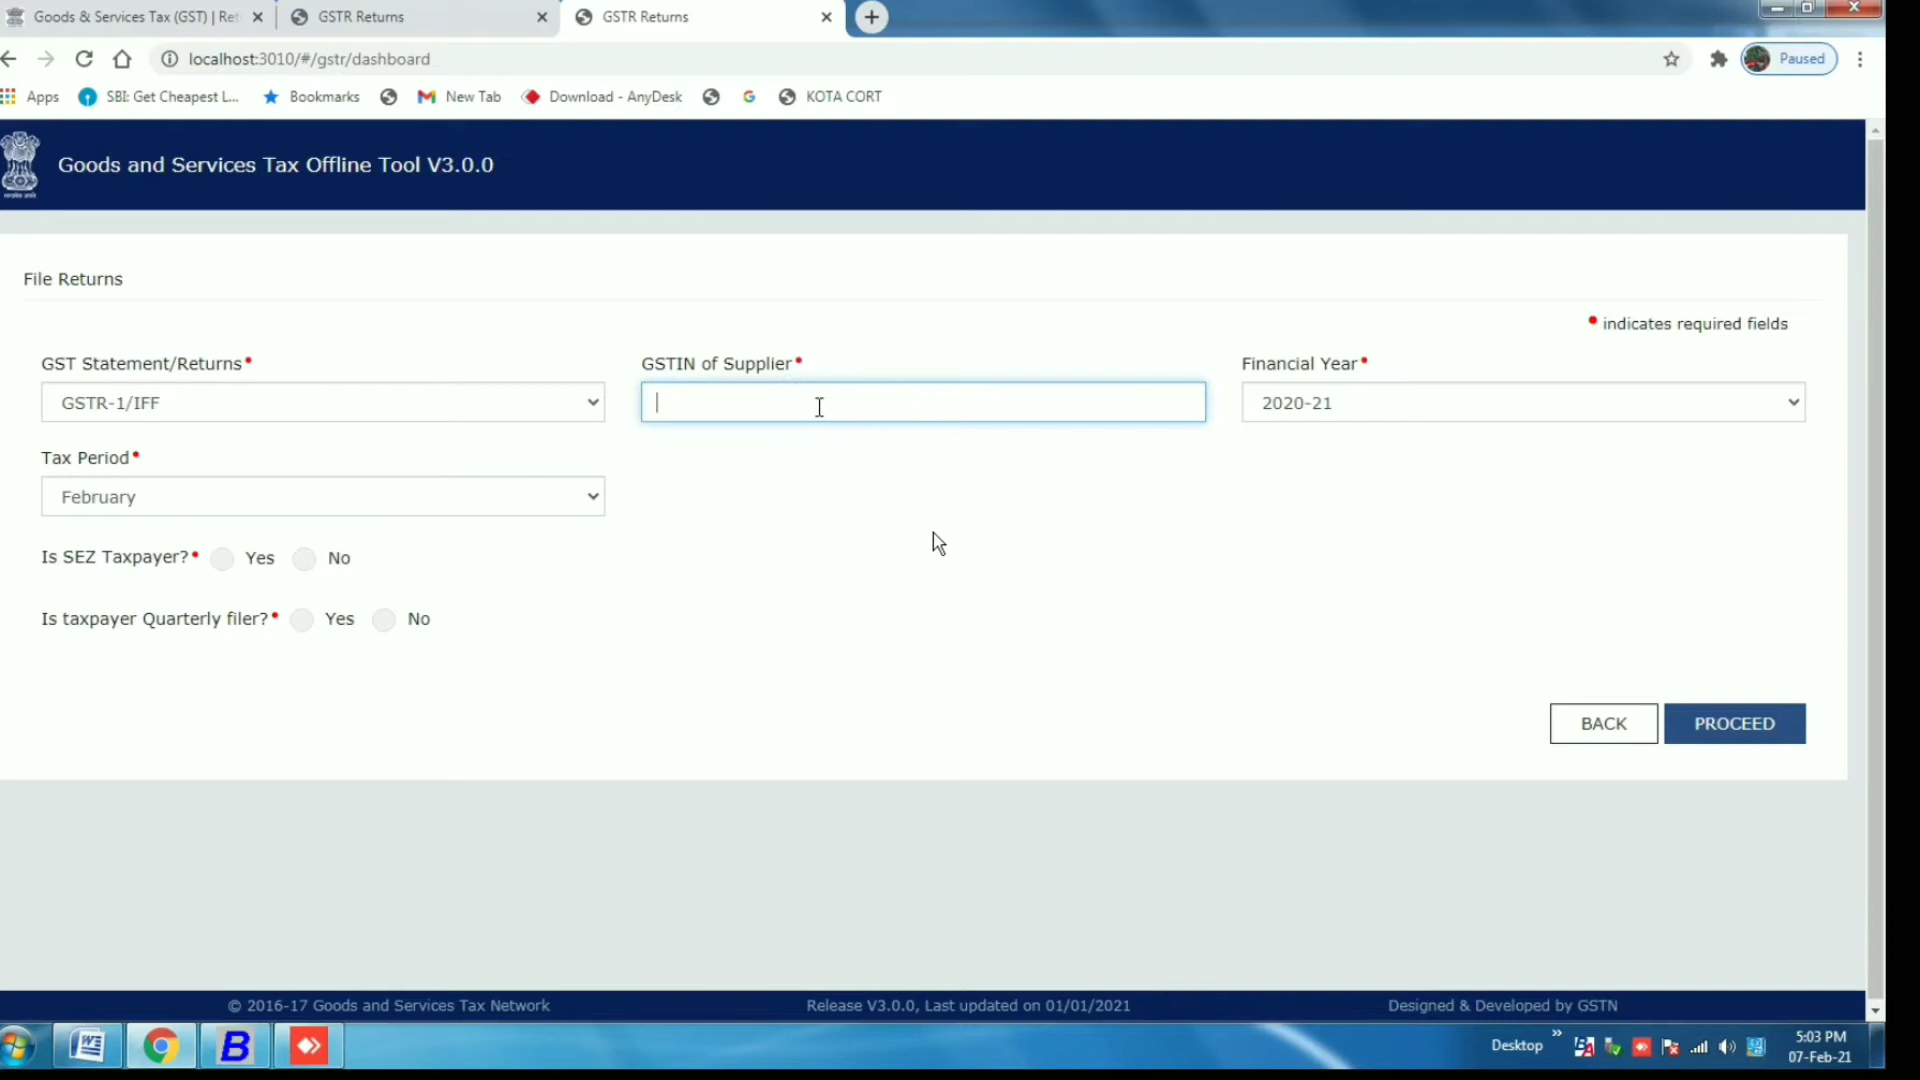 Goods & Services Tax (GST) | Ret
GSTR Returns
GSTR Returns
localhost:3010/#/gstr/dashboard
Paused
Apps
SBI: Get Cheapest L...
Bookmarks
New Tab
Download - AnyDesk
KOTA CORT
Goods and Services Tax Offline Tool V3.0.0
File Returns
• indicates required fields
GST Statement/Returns•
GSTIN of Supplier•
Financial Year•
GSTR-1/IFF
2020-21
Tax Period•
February
Is SEZ Taxpayer?• Yes No
Is taxpayer Quarterly filer?• Yes No
BACK
PROCEED
© 2016-17 Goods and Services Tax Network
Release V3.0.0, Last updated on 01/01/2021
Designed & Developed by GSTN
Desktop
5:03 PM
07-Feb-21